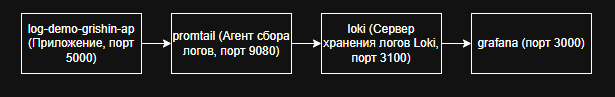 log-demo-grishin-ap
(Приложение, порт
5000)
promtail (Агент сбора
логов, порт 9080)
loki (Сервер
хранения логов Loki,
порт 3100)
grafana (порт 3000)